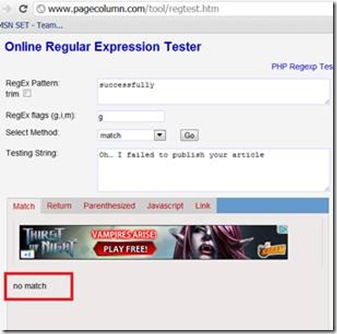 www.pagecolumn.com/tool/regtest.htm
MSN SET - Team...
Online Regular Expression Tester
PHP Regexp Tes
RegEx Pattern:
trim
successfully
RegEx flags (g,i,m):
g
Select Method:
match
Go
Testing String:
Oh… I failed to publish your article
Match
Return
Parenthesized
Javascript
Link
THIRST OF NIGHT
VAMPIRES ARISE
PLAY FREE!
no match